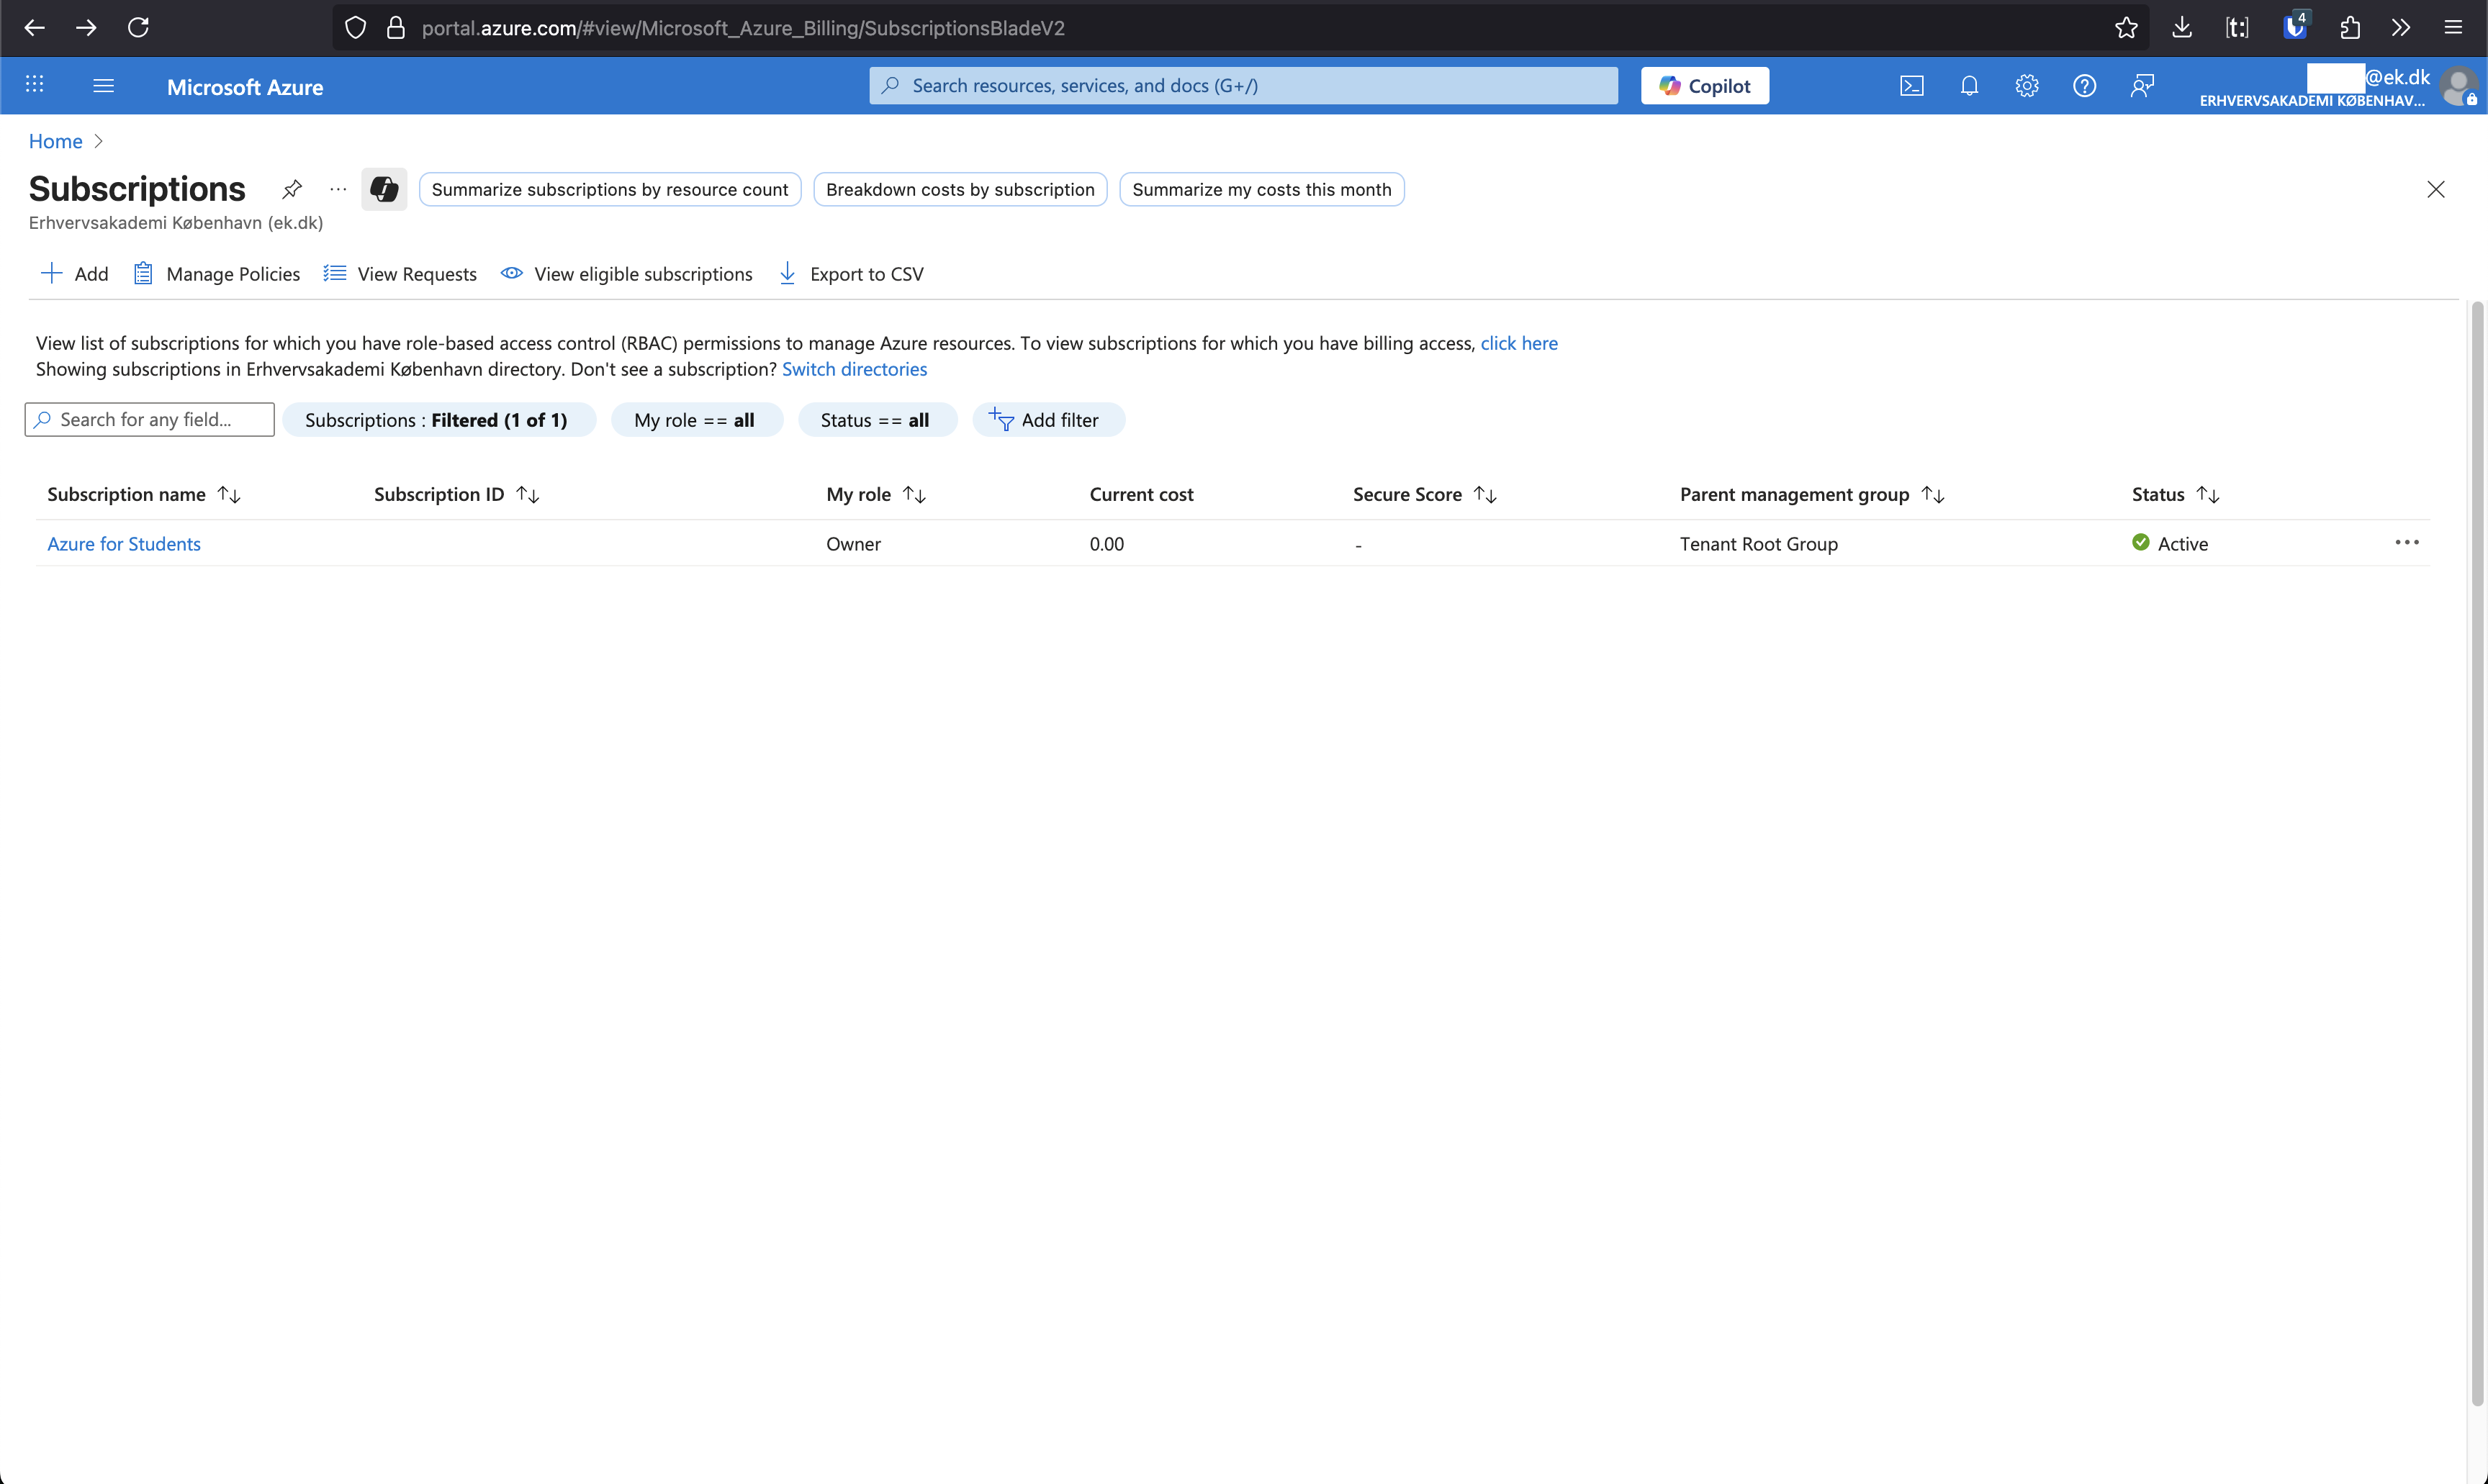 portal.azure.com/#view/Microsoft_Azure_Billing/SubscriptionsBladeV2
[t:]
4
Microsoft Azure
Search resources, services, and docs (G+/)
Copilot
@ek.dk
ERHVERVSAKADEMI KØBENHAV...
Home
Subscriptions
Summarize subscriptions by resource count
Breakdown costs by subscription
Summarize my costs this month
Erhvervsakademi København (ek.dk)
Add
Manage Policies
View Requests
View eligible subscriptions
Export to CSV
View list of subscriptions for which you have role-based access control (RBAC) permissions to manage Azure resources. To view subscriptions for which you have billing access, click here
Showing subscriptions in Erhvervsakademi København directory. Don't see a subscription? Switch directories
Search for any field...
Subscriptions : Filtered (1 of 1)
My role == all
Status == all
Add filter
Subscription name
Subscription ID
My role
Current cost
Secure Score
Parent management group
Status
Azure for Students
Owner
0.00
-
Tenant Root Group
Active